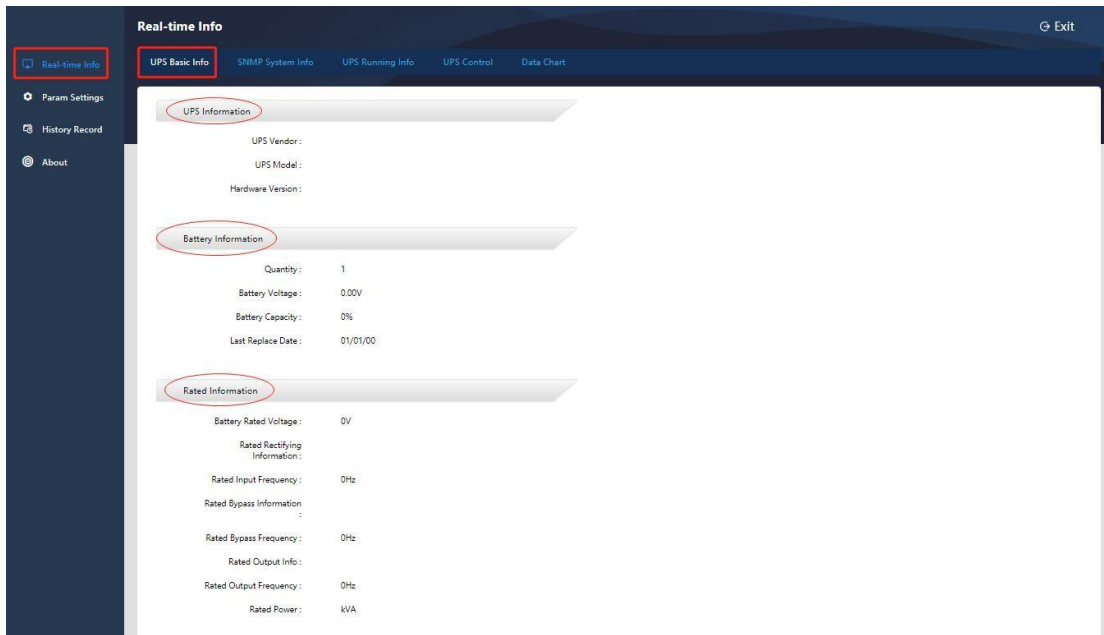 Real-time Info
Exit
Real-time Info
Param Settings
History Record
About
UPS Basic Info
SNMP System Info
UPS Running Info
UPS Control
Data Chart
UPS Information
UPS Vendor :
UPS Model :
Hardware Version :
Battery Information
Quantity : 1
Battery Voltage : 0.00V
Battery Capacity : 0%
Last Replace Date : 01/01/00
Rated Information
Battery Rated Voltage : 0V
Rated Rectifying
Information :
Rated Input Frequency : 0Hz
Rated Bypass Information
:
Rated Bypass Frequency : 0Hz
Rated Output Info :
Rated Output Frequency : 0Hz
Rated Power : kVA